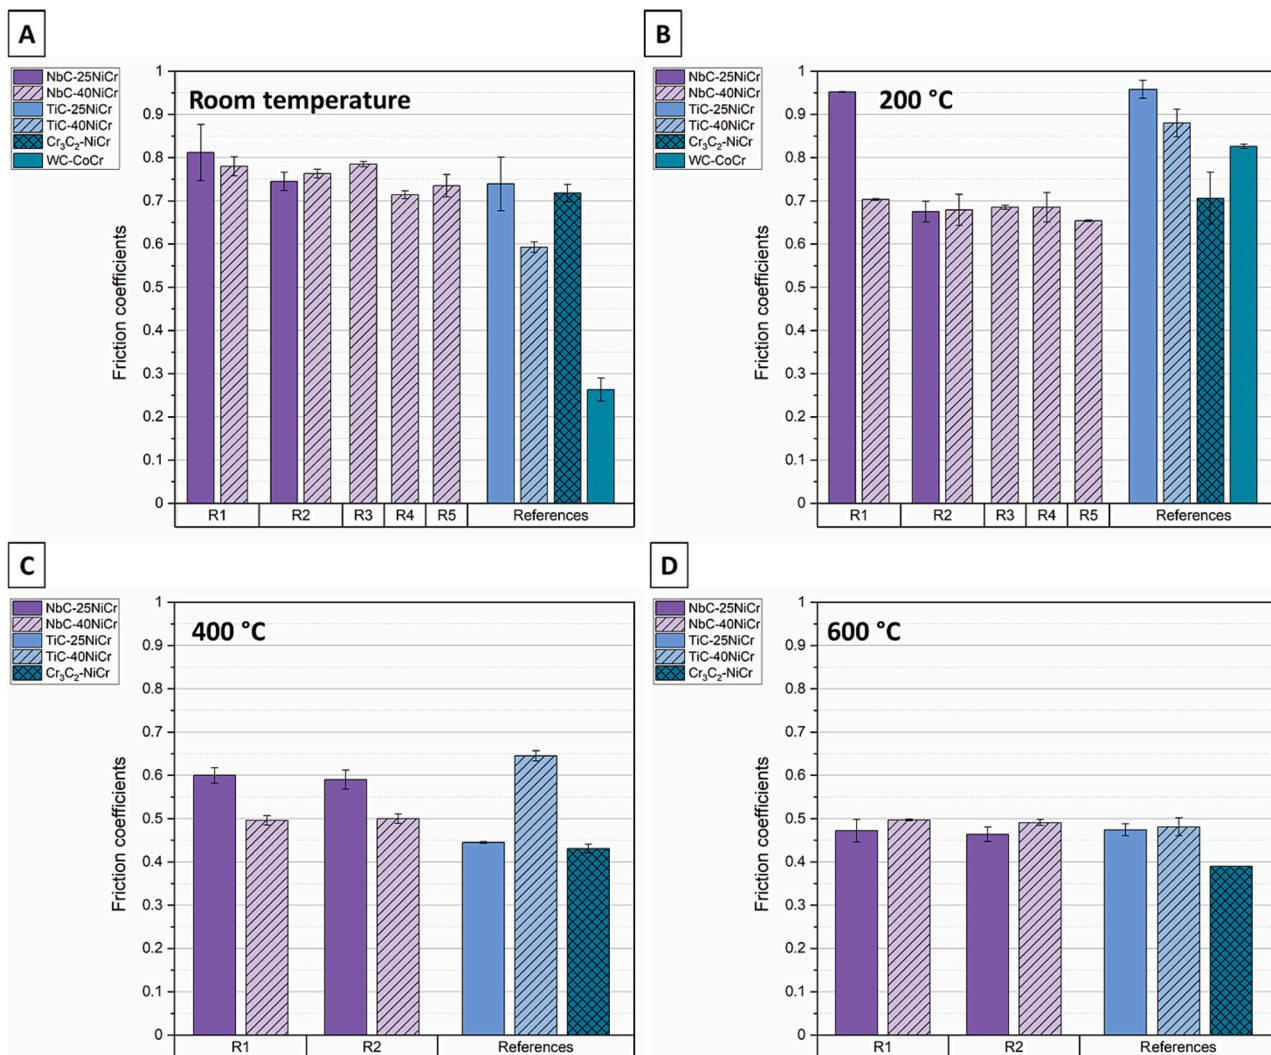 A
NbC-25NiCr
NbC-40NiCr
TiC-25NiCr
TiC-40NiCr
Cr₃C₂-NiCr
WC-CoCr
Room temperature
Friction coefficients
1
0.9
0.8
0.7
0.6
0.5
0.4
0.3
0.2
0.1
0
R1 R2 R3 R4 R5 References
B
NbC-25NiCr
NbC-40NiCr
TiC-25NiCr
TiC-40NiCr
Cr₃C₂-NiCr
WC-CoCr
200 °C
Friction coefficients
1
0.9
0.8
0.7
0.6
0.5
0.4
0.3
0.2
0.1
0
R1 R2 R3 R4 R5 References
C
NbC-25NiCr
NbC-40NiCr
TiC-25NiCr
TiC-40NiCr
Cr₃C₂-NiCr
400 °C
Friction coefficients
1
0.9
0.8
0.7
0.6
0.5
0.4
0.3
0.2
0.1
0
R1 R2 References
D
NbC-25NiCr
NbC-40NiCr
TiC-25NiCr
TiC-40NiCr
Cr₃C₂-NiCr
600 °C
Friction coefficients
1
0.9
0.8
0.7
0.6
0.5
0.4
0.3
0.2
0.1
0
R1 R2 References